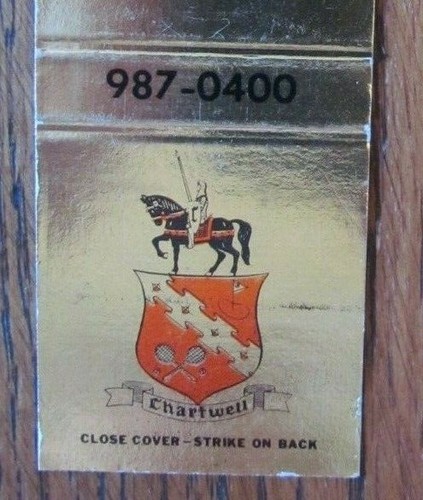 987-0400
Chartwell
CLOSE COVER - STRIKE ON BACK